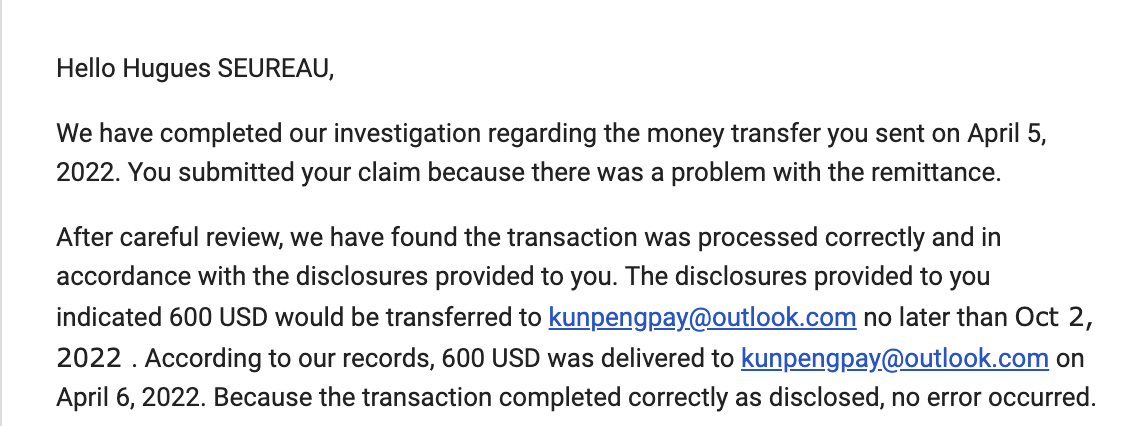 Hello Hugues SEUREAU,
We have completed our investigation regarding the money transfer you sent on April 5,
2022. You submitted your claim because there was a problem with the remittance.
After careful review, we have found the transaction was processed correctly and in
accordance with the disclosures provided to you. The disclosures provided to you
indicated 600 USD would be transferred to kunpengpay@outlook.com no later than Oct 2,
2022 . According to our records, 600 USD was delivered to kunpengpay@outlook.com on
April 6, 2022. Because the transaction completed correctly as disclosed, no error occurred.